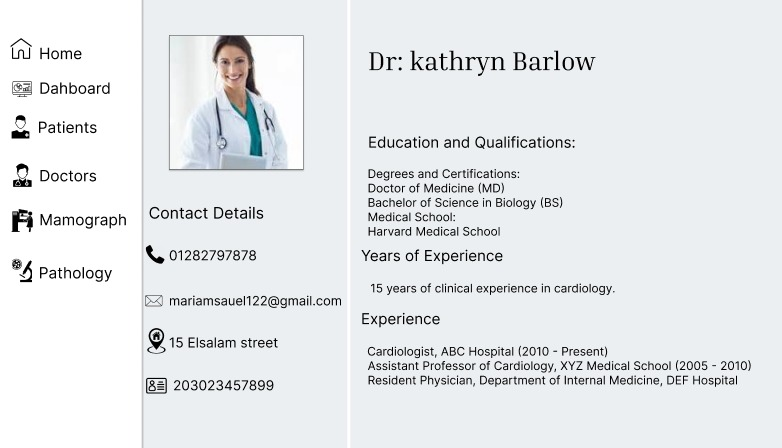 Home
Dahboard
Patients
Doctors
Mamograph
Pathology
Contact Details
01282797878
mariamsauel122@gmail.com
15 Elsalam street
203023457899
Dr: kathryn Barlow
Education and Qualifications:
Degrees and Certifications:
Doctor of Medicine (MD)
Bachelor of Science in Biology (BS)
Medical School:
Harvard Medical School
Years of Experience
15 years of clinical experience in cardiology.
Experience
Cardiologist, ABC Hospital (2010 - Present)
Assistant Professor of Cardiology, XYZ Medical School (2005 - 2010)
Resident Physician, Department of Internal Medicine, DEF Hospital